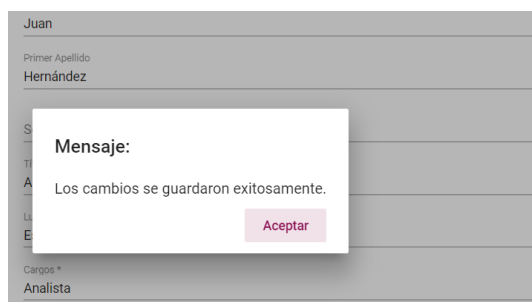 Juan
Primer Apellido
Hernández
Mensaje:
Los cambios se guardaron exitosamente.
Aceptar
Cargos *
Analista